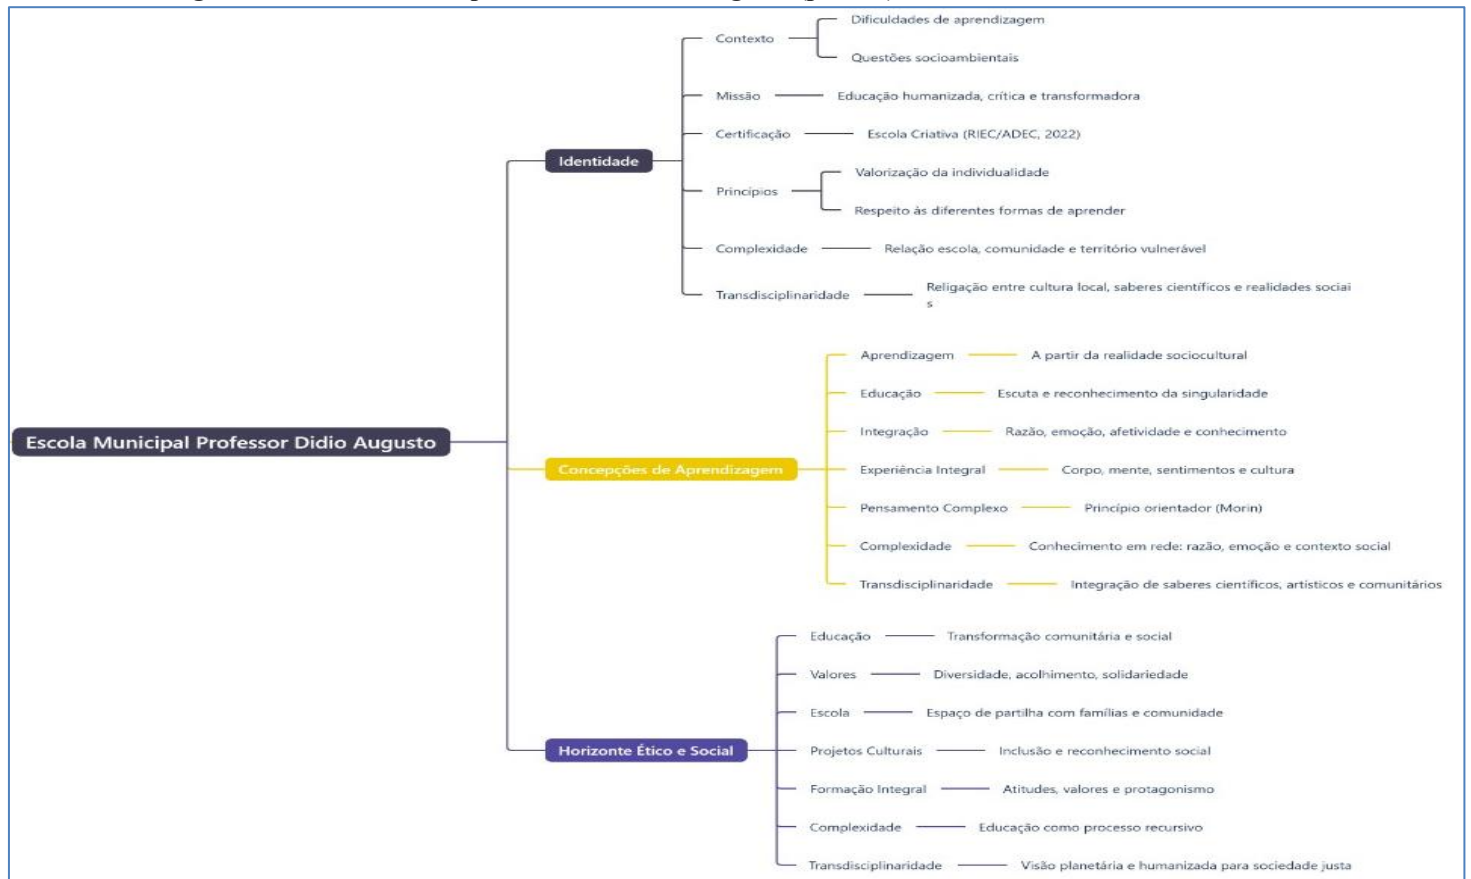 Dificuldades de aprendizagem
Contexto
Questões socioambientais
Missão
Educação humanizada, crítica e transformadora
Certificação
Escola Criativa (RIEC/ADEC, 2022)
Identidade
Valorização da individualidade
Princípios
Respeito às diferentes formas de aprender
Complexidade
Relação escola, comunidade e território vulnerável
Transdisciplinaridade
Religação entre cultura local, saberes científicos e realidades sociai
s
Escola Municipal Professor Didio Augusto
Concepções de Aprendizagem
Aprendizagem
A partir da realidade sociocultural
Educação
Escuta e reconhecimento da singularidade
Integração
Razão, emoção, afetividade e conhecimento
Experiência Integral
Corpo, mente, sentimentos e cultura
Pensamento Complexo
Princípio orientador (Morin)
Complexidade
Conhecimento em rede: razão, emoção e contexto social
Transdisciplinaridade
Integração de saberes científicos, artísticos e comunitários
Horizonte Ético e Social
Educação
Transformação comunitária e social
Valores
Diversidade, acolhimento, solidariedade
Escola
Espaço de partilha com famílias e comunidade
Projetos Culturais
Inclusão e reconhecimento social
Formação Integral
Atitudes, valores e protagonismo
Complexidade
Educação como processo recursivo
Transdisciplinaridade
Visão planetária e humanizada para sociedade justa